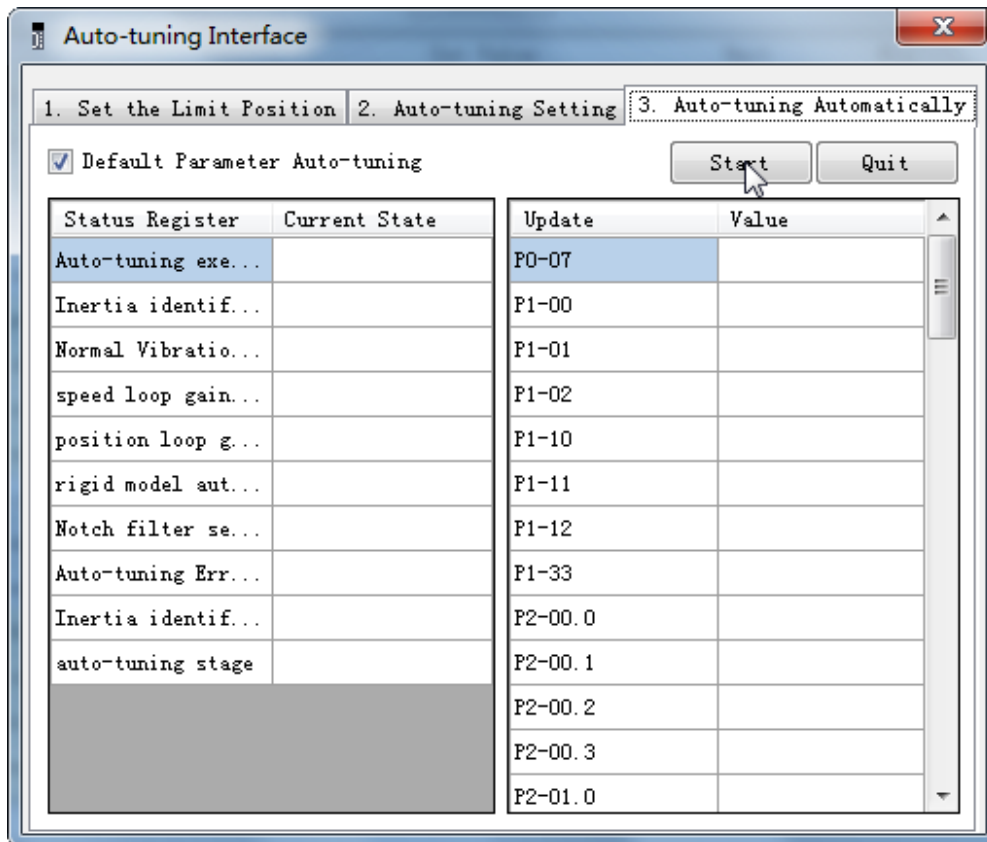 Auto-tuning Interface
1. Set the Limit Position 2. Auto-tuning Setting 3. Auto-tuning Automatically
Default Parameter Auto-tuning Start Quit
Status Register Current State Update Value
Auto-tuning exe... P0-07
Inertia identif... P1-00
Normal Vibratio... P1-01
speed loop gain... P1-02
position loop g... P1-10
rigid model aut... P1-11
Notch filter se... P1-12
Auto-tuning Err... P1-33
Inertia identif... P2-00.0
auto-tuning stage P2-00.1
P2-00.2
P2-00.3
P2-01.0